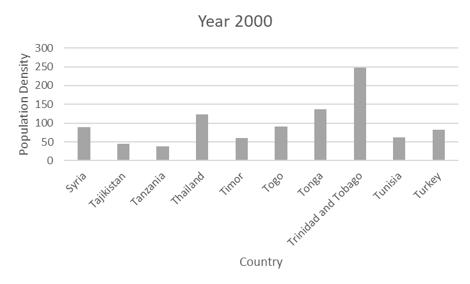 Year 2000
Population Density
300
250
200
150
100
50
0
Syria
Tajikistan
Tanzania
Thailand
Timor
Togo
Tonga
Trinidad and Tobago
Tunisia
Turkey
Country